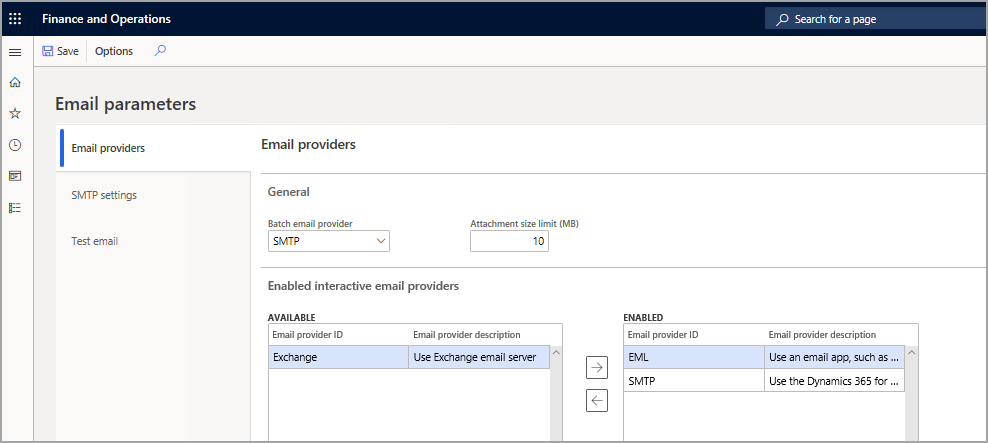 Finance and Operations
Search for a page
Save
Options
Email parameters
Email providers
SMTP settings
Test email
Email providers
General
Batch email provider
Attachment size limit (MB)
SMTP
10
Enabled interactive email providers
AVAILABLE
Email provider ID
Email provider description
Exchange
Use Exchange email server
ENABLED
Email provider ID
Email provider description
EML
Use an email app, such as ...
SMTP
Use the Dynamics 365 for ...